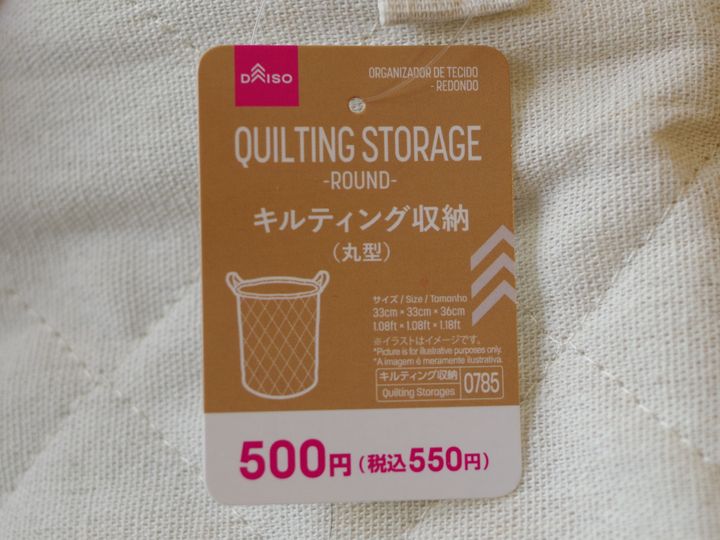 DAISO
ORGANIZADOR DE TECIDO
- REDONDO
QUILTING STORAGE
-ROUND-
キルティング収納
（丸型）
サイズ / Size / Tamanho
33cm × 33cm × 36cm
1.08ft × 1.08ft × 1.18ft
※イラストはイメージです。
*Picture is for illustrative purposes only.
*A imagem é meramente ilustrativa.
キルティング収納
Quilting Storages
0785
500円（税込550円）